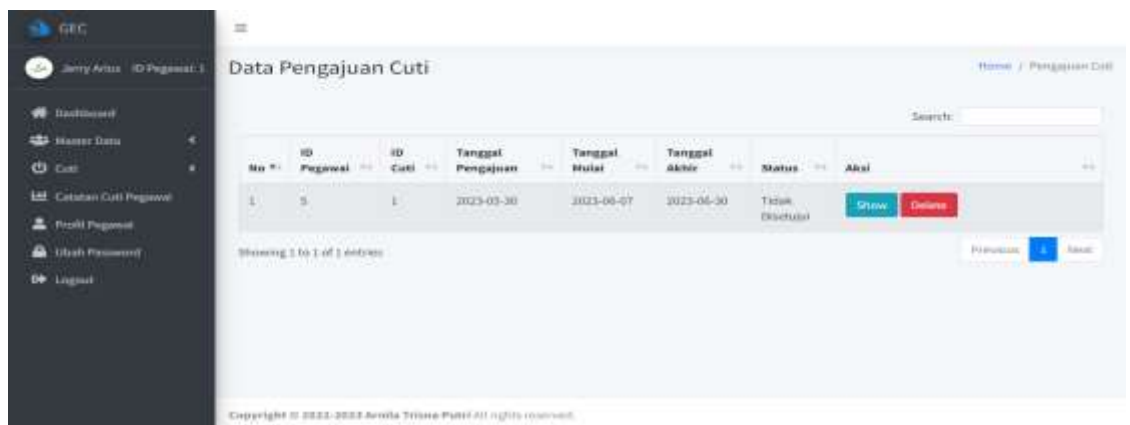 GEC
Jerry Arius ID Pegawai: 1
Data Pengajuan Cuti
Home / Pengajuan Cuti
Dashboard
Master Data
Cuti
Catatan Cuti Pegawai
Profil Pegawai
Ubah Password
Logout
Search:
No
ID Pegawai
ID Cuti
Tanggal Pengajuan
Tanggal Mulai
Tanggal Akhir
Status
Aksi
1
5
1
2023-05-30
2023-06-07
2023-06-30
Tidak
Disetujui
Show
Delete
Showing 1 to 1 of 1 entries
Previous
1
Next
Copyright © 2022-2023 Arnila Trisna Putri All rights reserved.